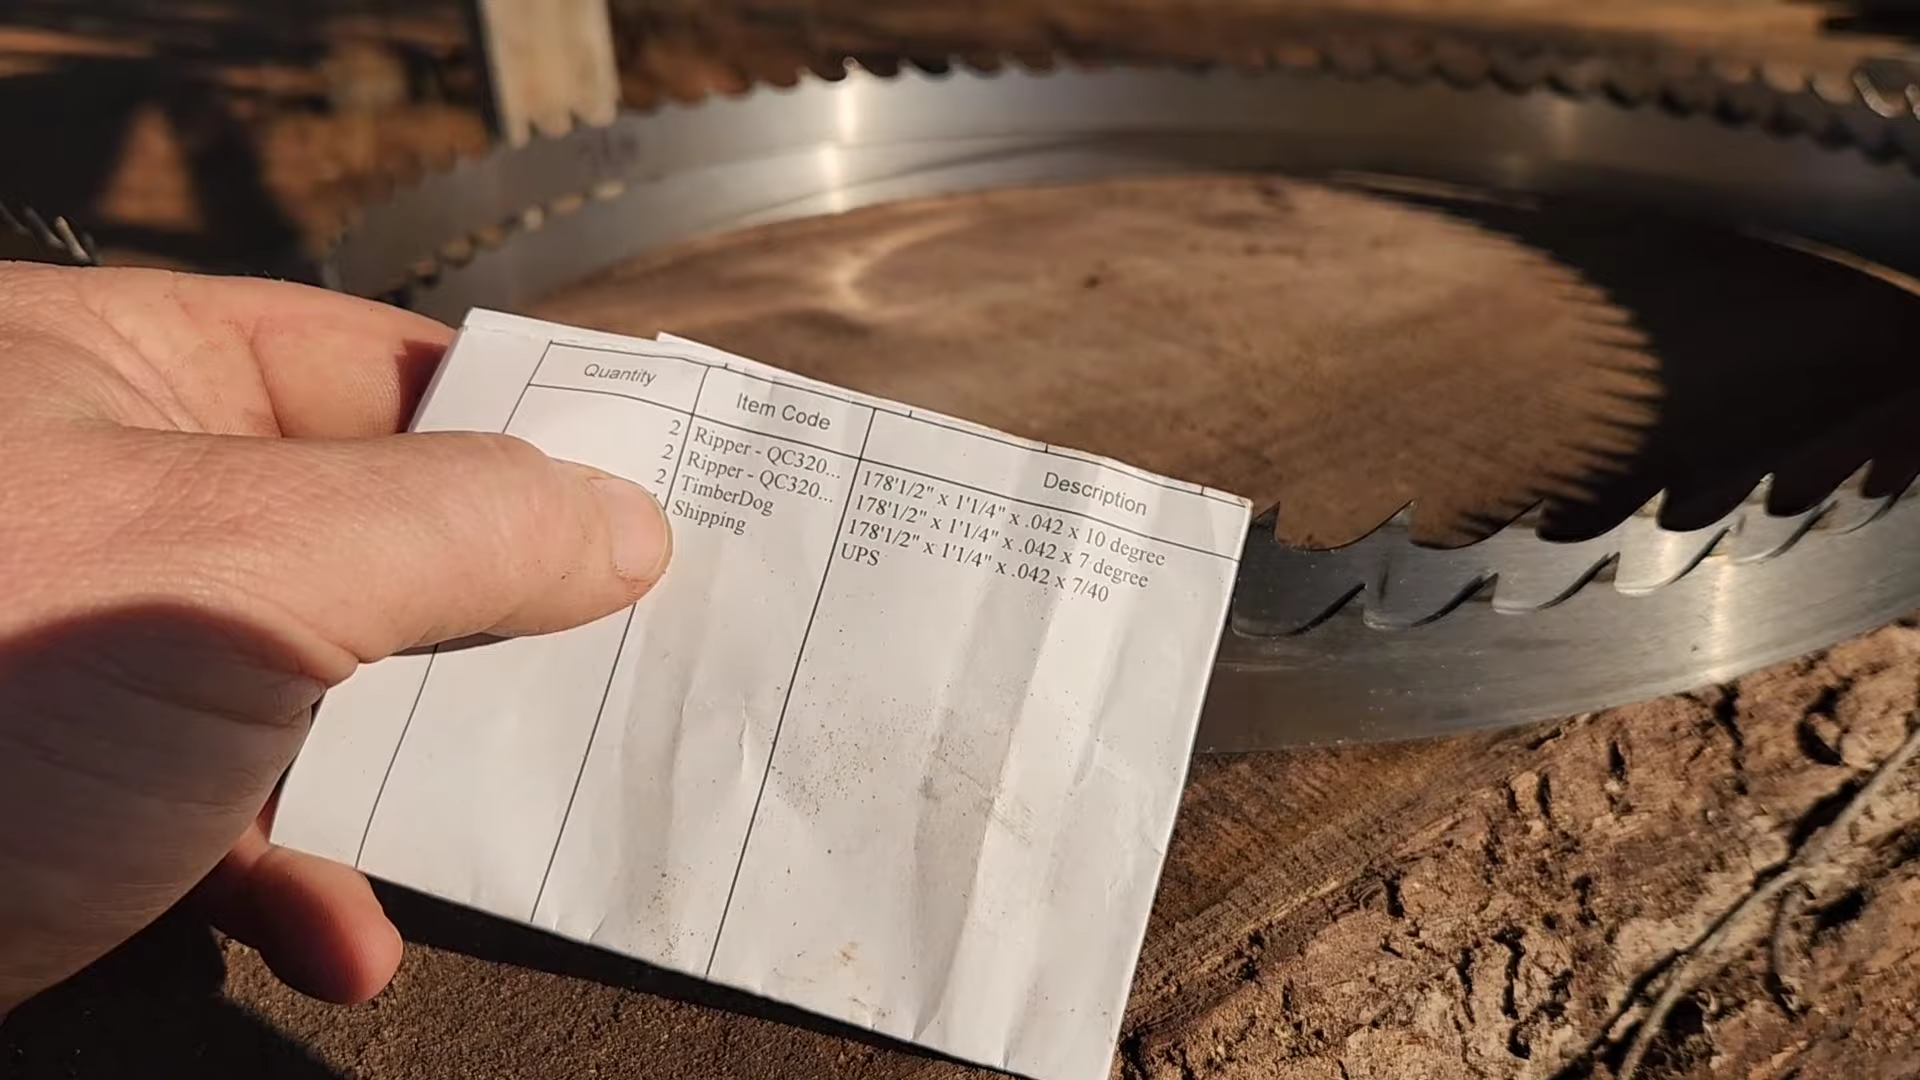 Quantity Item Code Description
2 Ripper - QC320... 178'1/2" x 1'1/4" x .042 x 10 degree
2 Ripper - QC320... 178'1/2" x 1'1/4" x .042 x 7 degree
2 TimberDog 178'1/2" x 1'1/4" x .042 x 7/40
Shipping UPS